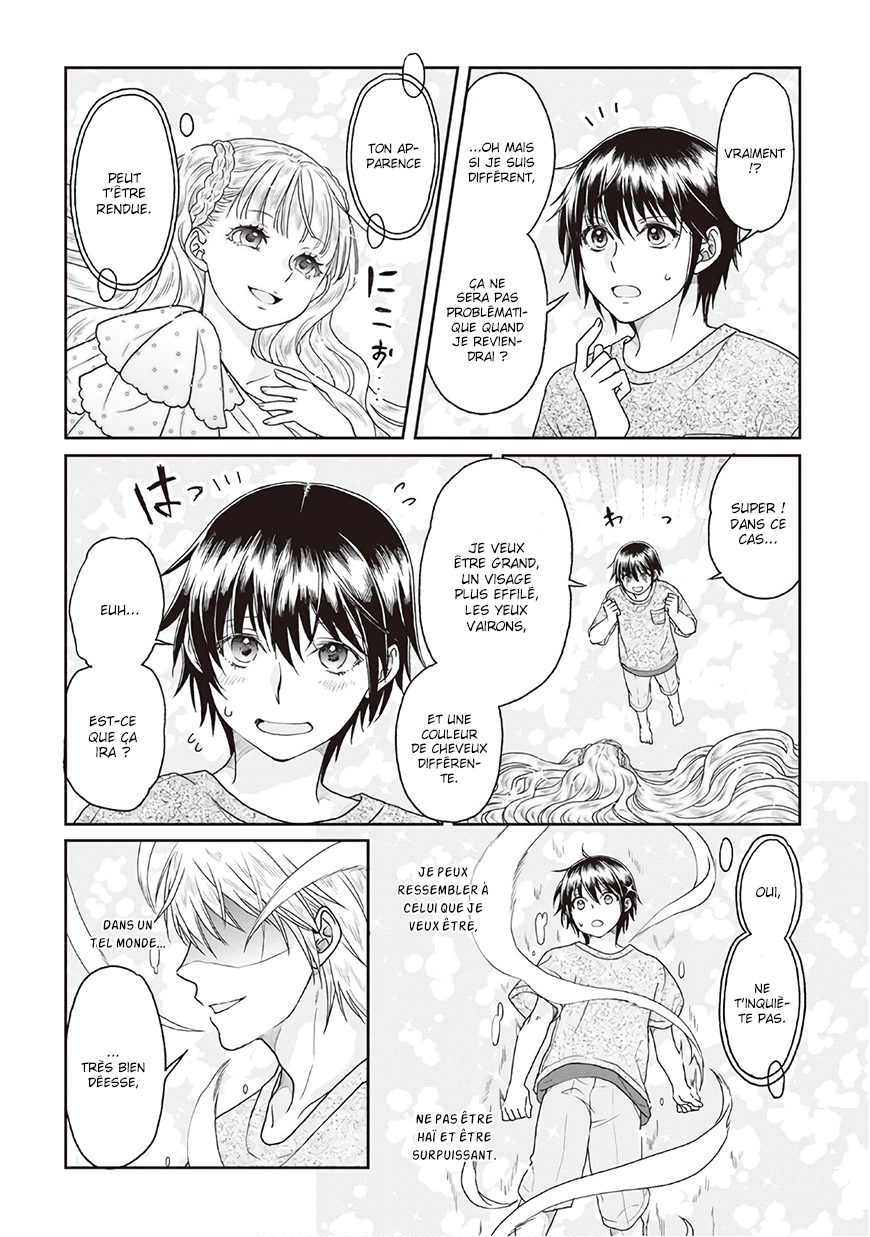 VRAIMENT
!?
...OH MAIS
SI JE SUIS
DIFFÉRENT,
ÇA NE
SERA PAS
PROBLÉMATI-
QUE QUAND
JE REVIEN-
DRAI ?
TON AP-
PARENCE
PEUT
T'ÊTRE
RENDUE.
にこぉ…
SUPER !
DANS CE
CAS...
わっ
JE VEUX
ÊTRE GRAND,
UN VISAGE
PLUS EFFILÉ,
LES YEUX
VAIRONS,
ET UNE
COULEUR
DE CHEVEUX
DIFFÉREN-
TE.
はっ…
EUH...
EST-CE
QUE ÇA
IRA ?
OUI,
NE
T'INQUIÈ-
TE PAS.
JE PEUX
RESSEMBLER À
CELUI QUE JE
VEUX ÊTRE,
NE PAS ÊTRE
HAÏ ET ÊTRE
SURPUISSANT.
DANS UN
TEL MONDE...
...
TRÈS BIEN
DÉESSE,